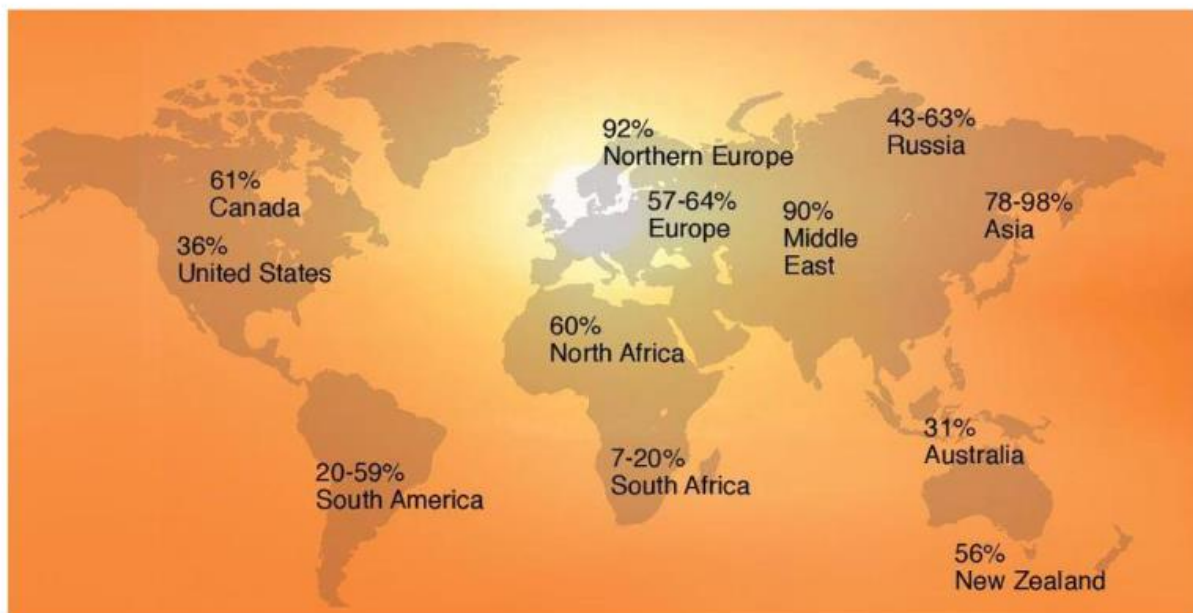 92%
Northern Europe
43-63%
Russia
61%
Canada
57-64%
Europe
90%
Middle
East
78-98%
Asia
36%
United States
60%
North Africa
31%
Australia
20-59%
South America
7-20%
South Africa
56%
New Zealand